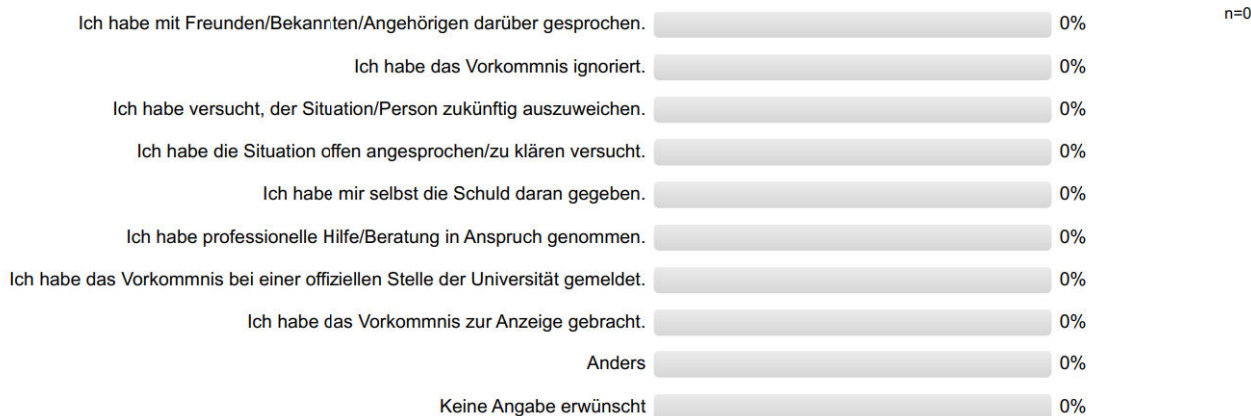 Ich habe mit Freunden/Bekannten/Angehörigen darüber gesprochen. 0% n=0
Ich habe das Vorkommnis ignoriert. 0%
Ich habe versucht, der Situation/Person zukünftig auszuweichen. 0%
Ich habe die Situation offen angesprochen/zu klären versucht. 0%
Ich habe mir selbst die Schuld daran gegeben. 0%
Ich habe professionelle Hilfe/Beratung in Anspruch genommen. 0%
Ich habe das Vorkommnis bei einer offiziellen Stelle der Universität gemeldet. 0%
Ich habe das Vorkommnis zur Anzeige gebracht. 0%
Anders 0%
Keine Angabe erwünscht 0%